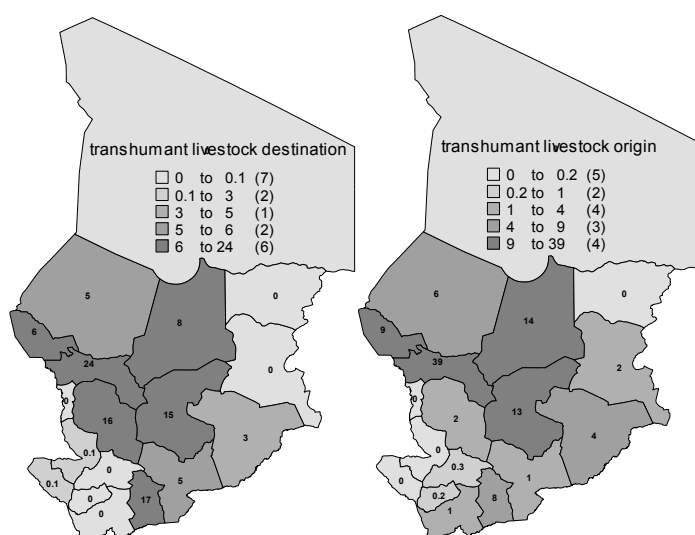 transhumant livestock destination
0 to 0.1 (7)
0.1 to 3 (2)
3 to 5 (1)
5 to 6 (2)
6 to 24 (6)
5
8
0
6
24
0
0
16
15
3
0.1
0
5
0.1
0
17
0
transhumant livestock origin
0 to 0.2 (5)
0.2 to 1 (2)
1 to 4 (4)
4 to 9 (3)
9 to 39 (4)
6
14
0
9
39
2
0
2
13
4
0
0.3
1
0
0.2
8
1